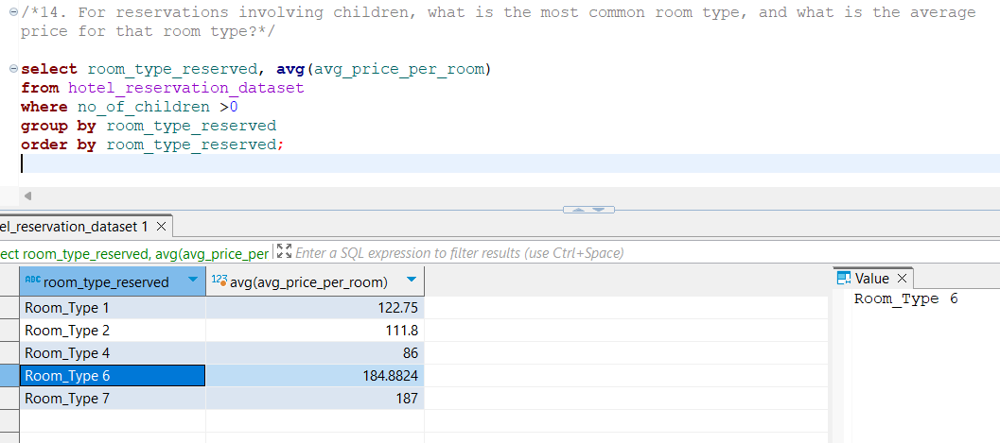 /*14. For reservations involving children, what is the most common room type, and what is the average
price for that room type?*/
select room_type_reserved, avg(avg_price_per_room)
from hotel_reservation_dataset
where no_of_children >0
group by room_type_reserved
order by room_type_reserved;
el_reservation_dataset 1
ect room_type_reserved, avg(avg_price_per
Enter a SQL expression to filter results (use Ctrl+Space)
ABC room_type_reserved
123 avg(avg_price_per_room)
Room_Type 1 122.75
Room_Type 2 111.8
Room_Type 4 86
Room_Type 6 184.8824
Room_Type 7 187
Value
Room_Type 6